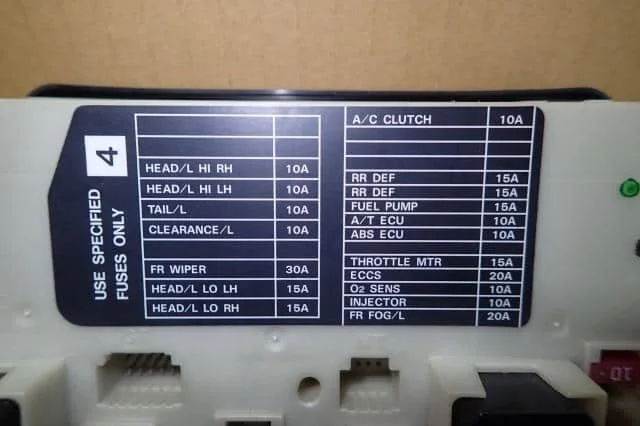 4
USE SPECIFIED
FUSES ONLY
HEAD/L HI RH 10A
HEAD/L HI LH 10A
TAIL/L 10A
CLEARANCE/L 10A
FR WIPER 30A
HEAD/L LO LH 15A
HEAD/L LO RH 15A
A/C CLUTCH 10A
RR DEF 15A
RR DEF 15A
FUEL PUMP 15A
A/T ECU 10A
ABS ECU 10A
THROTTLE MTR 15A
ECCS 20A
O2 SENS 10A
INJECTOR 10A
FR FOG/L 20A
10